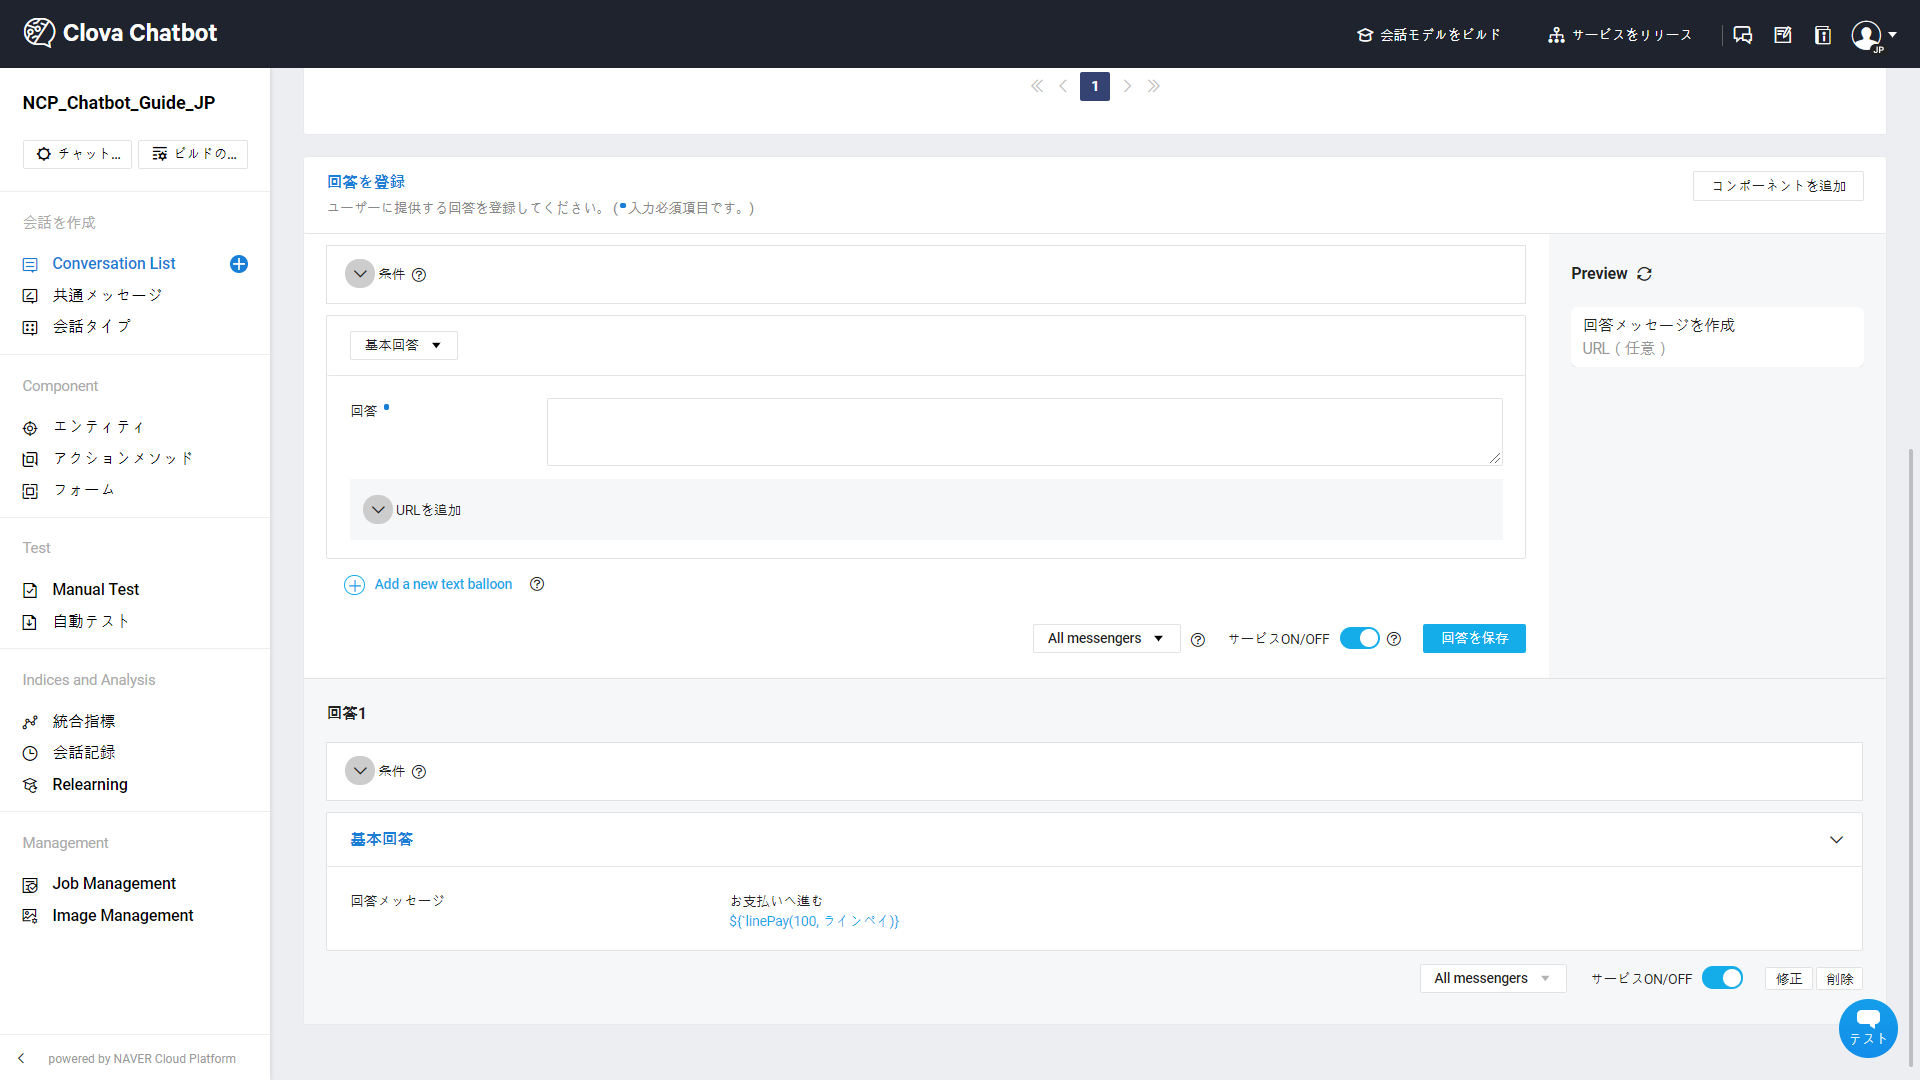 Clova Chatbot
会話モデルをビルド
サービスをリリース
JP
NCP_Chatbot_Guide_JP
チャット...
ビルドの...
会話を作成
Conversation List
共通メッセージ
会話タイプ
Component
エンティティ
アクションメソッド
フォーム
Test
Manual Test
自動テスト
Indices and Analysis
統合指標
会話記録
Relearning
Management
Job Management
Image Management
powered by NAVER Cloud Platform
1
回答を登録
ユーザーに提供する回答を登録してください。 (•入力必須項目です。)
コンポーネントを追加
条件
基本回答
回答
URLを追加
Add a new text balloon
All messengers
サービスON/OFF
回答を保存
Preview
回答メッセージを作成
URL ( 任意 )
回答1
条件
基本回答
回答メッセージ
お支払いへ進む
${`linePay(100, ラインペイ)}
All messengers
サービスON/OFF
修正
削除
テスト